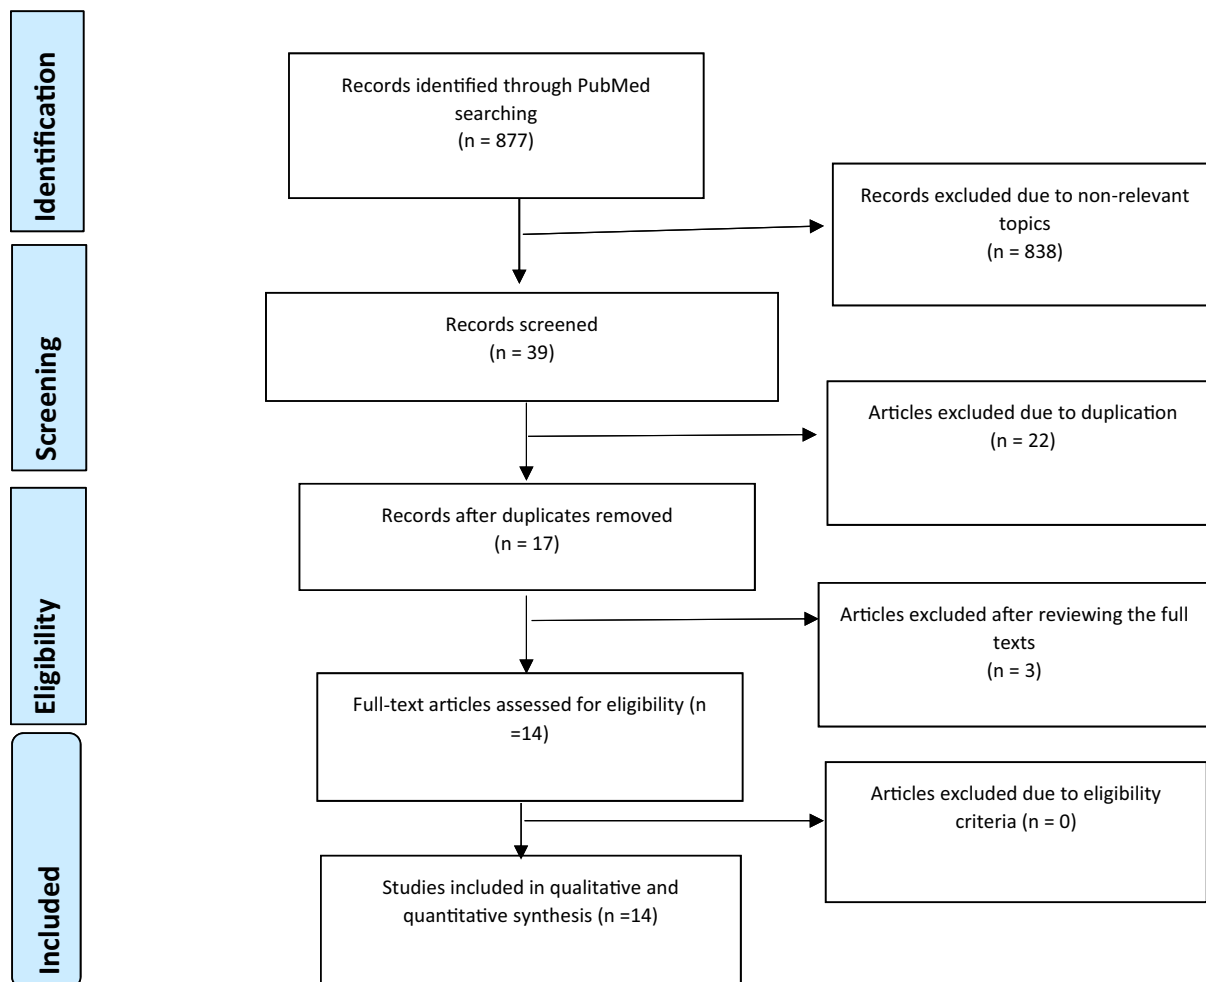 Identification
Records identified through PubMed
searching
(n = 877)
Records excluded due to non-relevant
topics
(n = 838)
Screening
Records screened
(n = 39)
Articles excluded due to duplication
(n = 22)
Eligibility
Records after duplicates removed
(n = 17)
Articles excluded after reviewing the full
texts
(n = 3)
Full-text articles assessed for eligibility (n
=14)
Included
Articles excluded due to eligibility
criteria (n = 0)
Studies included in qualitative and
quantitative synthesis (n =14)